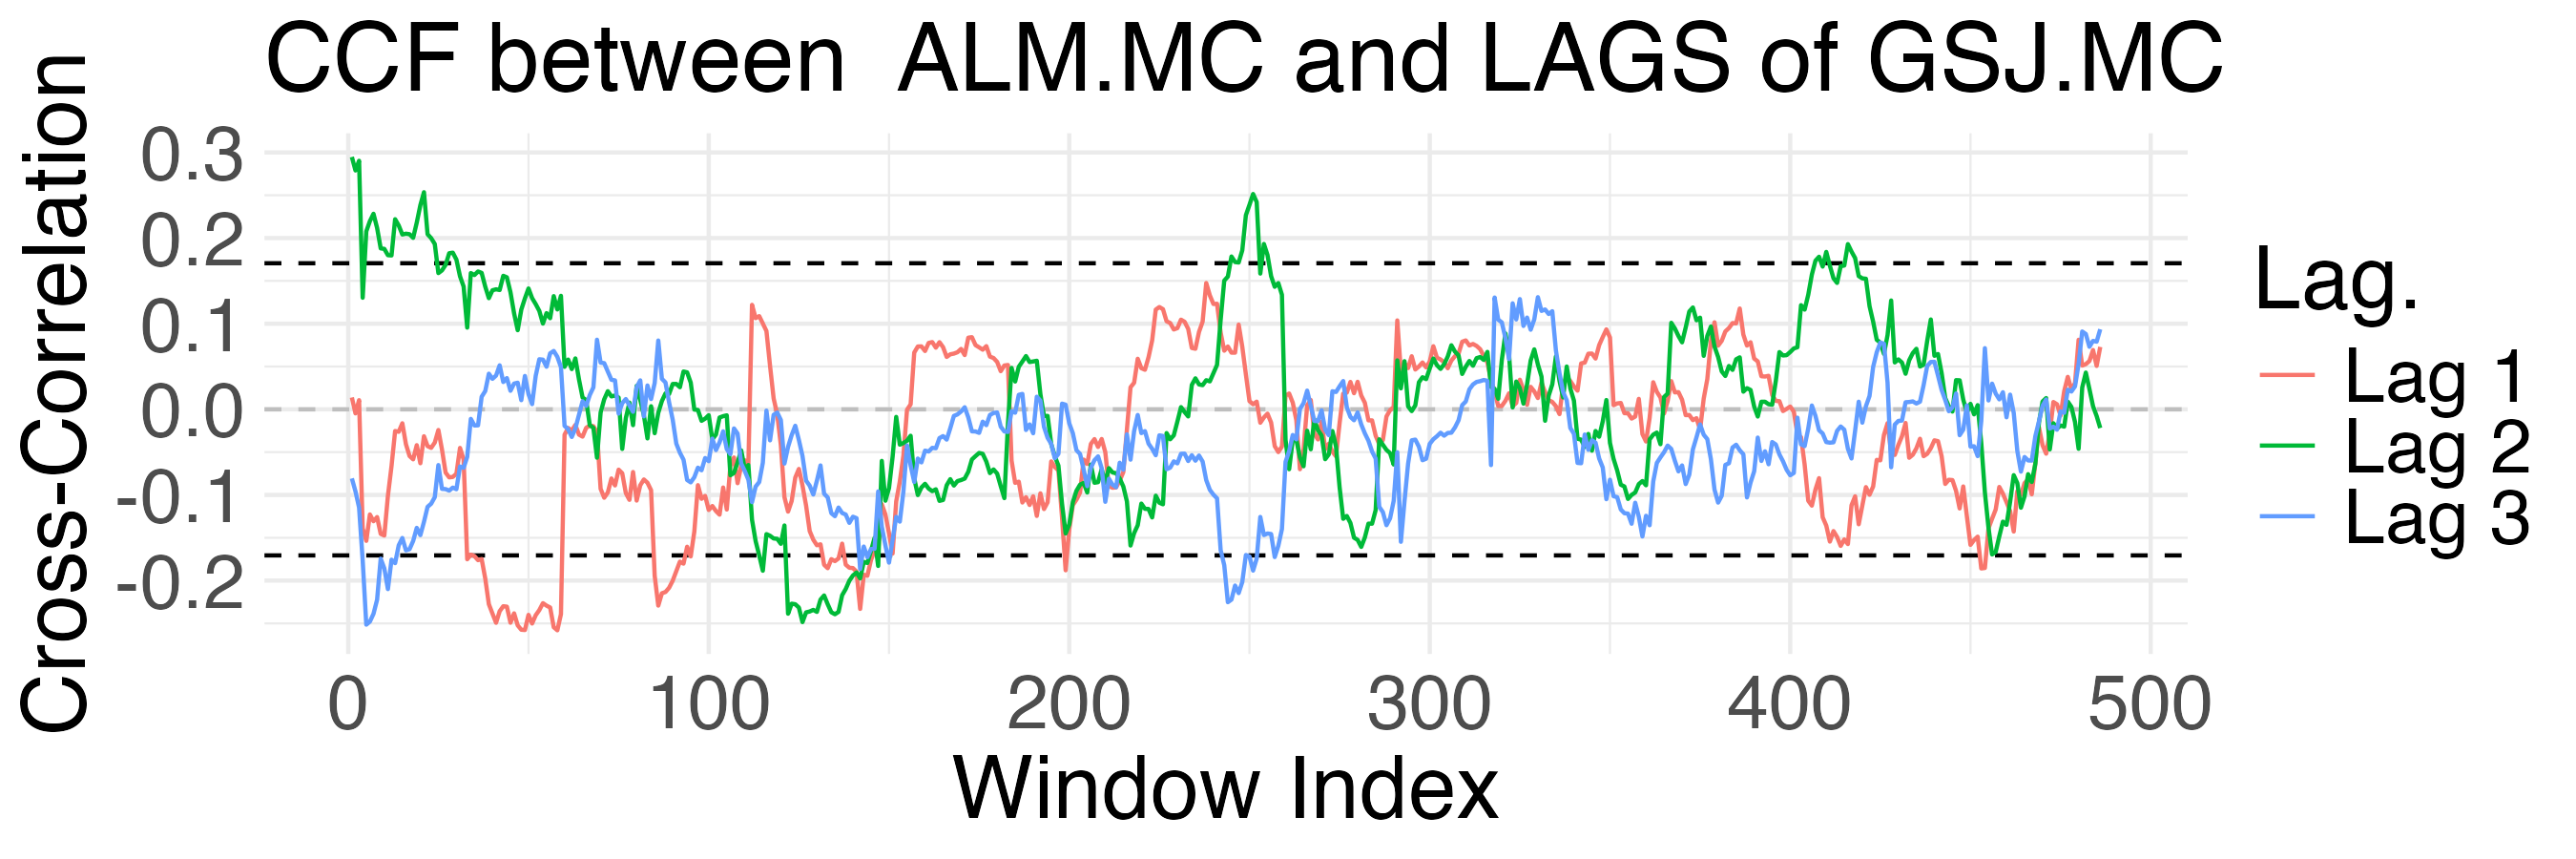 CCF between  ALM.MC and LAGS of GSJ.MC
Cross-Correlation
0.3
0.2
0.1
0.0
-0.1
-0.2
0 100 200 300 400 500
Window Index
Lag.
Lag 1
Lag 2
Lag 3